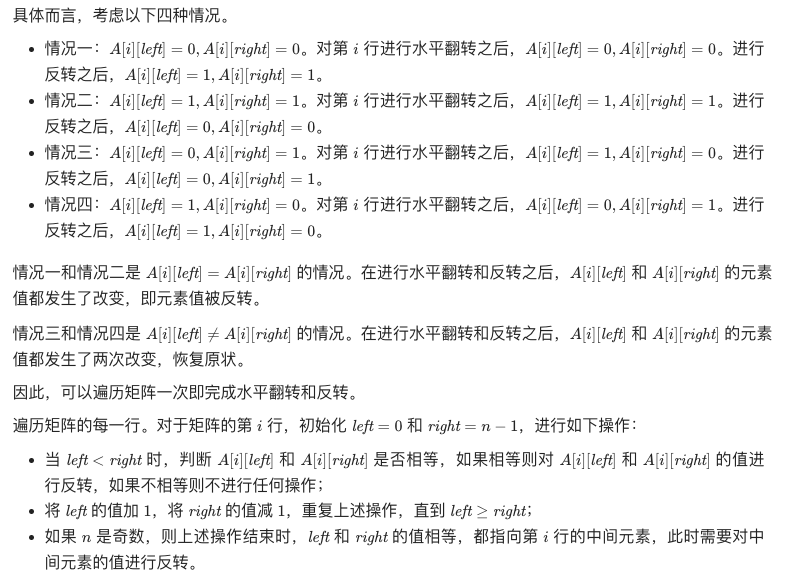 具体而言，考虑以下四种情况。
• 情况一：A[i][left] = 0, A[i][right] = 0。对第 i 行进行水平翻转之后，A[i][left] = 0, A[i][right] = 0。进行
反转之后，A[i][left] = 1, A[i][right] = 1。
• 情况二：A[i][left] = 1, A[i][right] = 1。对第 i 行进行水平翻转之后，A[i][left] = 1, A[i][right] = 1。进行
反转之后，A[i][left] = 0, A[i][right] = 0。
• 情况三：A[i][left] = 0, A[i][right] = 1。对第 i 行进行水平翻转之后，A[i][left] = 1, A[i][right] = 0。进行
反转之后，A[i][left] = 0, A[i][right] = 1。
• 情况四：A[i][left] = 1, A[i][right] = 0。对第 i 行进行水平翻转之后，A[i][left] = 0, A[i][right] = 1。进行
反转之后，A[i][left] = 1, A[i][right] = 0。
情况一和情况二是 A[i][left] = A[i][right] 的情况。在进行水平翻转和反转之后，A[i][left] 和 A[i][right] 的元素
值都发生了改变，即元素值被反转。
情况三和情况四是 A[i][left] ≠ A[i][right] 的情况。在进行水平翻转和反转之后，A[i][left] 和 A[i][right] 的元素
值都发生了两次改变，恢复原状。
因此，可以遍历矩阵一次即完成水平翻转和反转。
遍历矩阵的每一行。对于矩阵的第 i 行，初始化 left = 0 和 right = n − 1，进行如下操作：
• 当 left < right 时，判断 A[i][left] 和 A[i][right] 是否相等，如果相等则对 A[i][left] 和 A[i][right] 的值进
行反转，如果不相等则不进行任何操作；
• 将 left 的值加 1，将 right 的值减 1，重复上述操作，直到 left ≥ right；
• 如果 n 是奇数，则上述操作结束时，left 和 right 的值相等，都指向第 i 行的中间元素，此时需要对中
间元素的值进行反转。